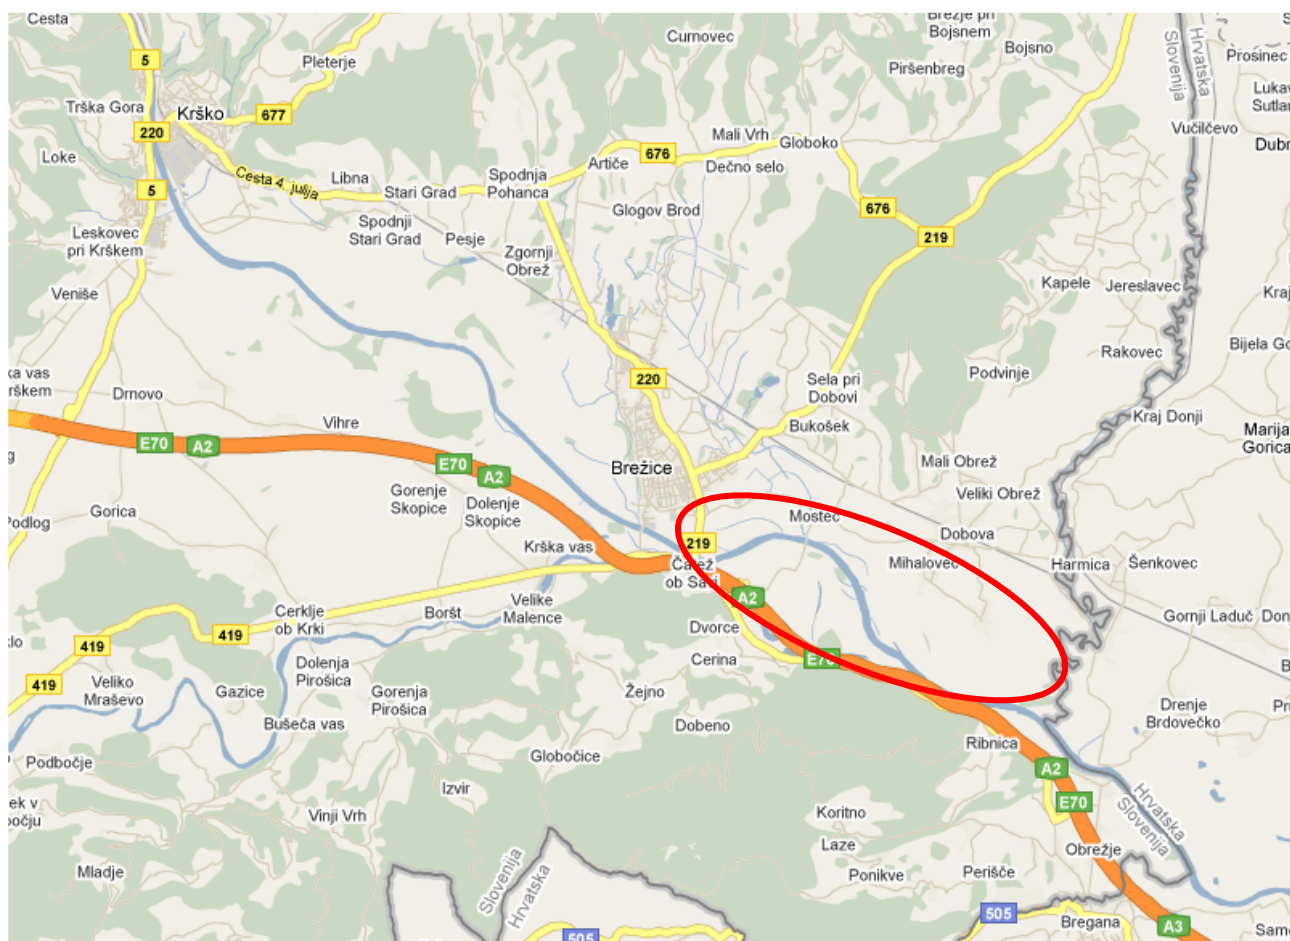 Cesta
Brezje pri
Bojsnem
Curnovec
Bojsno
Slovenija
Hrvatska
Prosinec
5
Pleterje
Piršenbreg
Trška Gora
Krško
677
Vučilčevo
220
Mali Vrh
Globoko
Loke
676
Artiče
Dečno selo
Libna
Cesta 4. julija
Spodnja
Pohanca
5
Stari Grad
676
Glogov Brod
Leskovec
pri Krškem
Spodnji
Stari Grad
Pesje
219
Zgornji
Obrež
Veniše
Kapele
Jereslavec
Rakovec
Drnovo
220
Sela pri
Dobovi
Podvinje
Kraj Donji
Vihre
Bukošek
Marija
Gorica
E70
A2
Brežice
E70
A2
Mali Obrež
Gorenje
Skopice
Dolenje
Skopice
Veliki Obrež
Gorica
Podlog
Mostec
Dobova
Krška vas
219
Čatež
ob Savi
Mihalovec
Harmica
Šenkovec
A2
Velike
Malence
Cerklje
ob Krki
Boršt
Dvorce
Gornji Laduč
419
419
Cerina
E70
419
Dolenja
Pirošica
Veliko
Mraševo
Gazice
Gorenja
Pirošica
Žejno
Bušeča vas
Dobeno
Drenje
Brdovečko
Ribnica
Globočice
Podbočje
A2
Izvir
E70
Vinji Vrh
Koritno
Hrvatska
Slovenija
Laze
Obrežje
Mladje
Slovenija
Hrvatska
Ponikve
Perišče
505
Bregana
A3
505